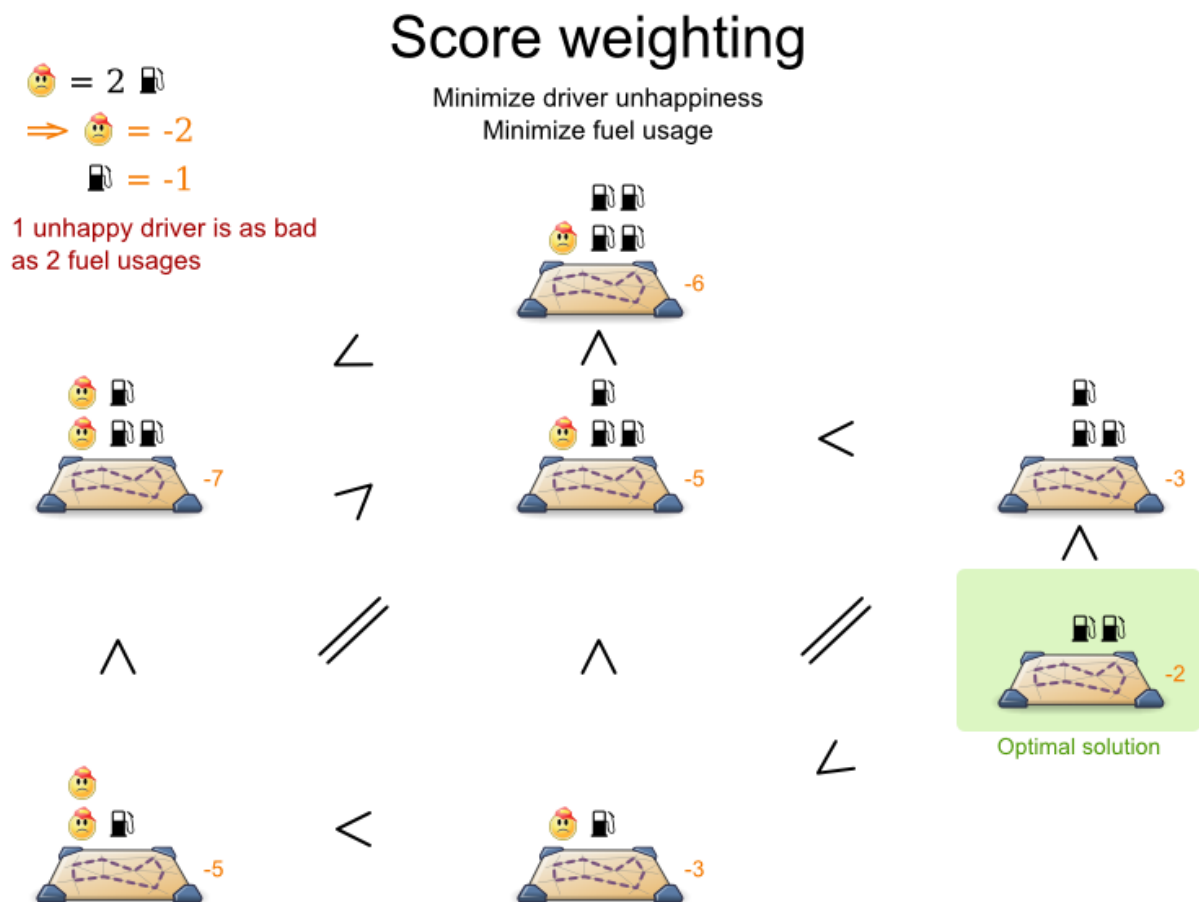 Score weighting
Minimize driver unhappiness
Minimize fuel usage
= 2
⇒ = -2
= -1
1 unhappy driver is as bad
as 2 fuel usages
-6
<
<
-7
-5
<
-3
<
<
=
<
=
<
-2
Optimal solution
<
-5
<
-3